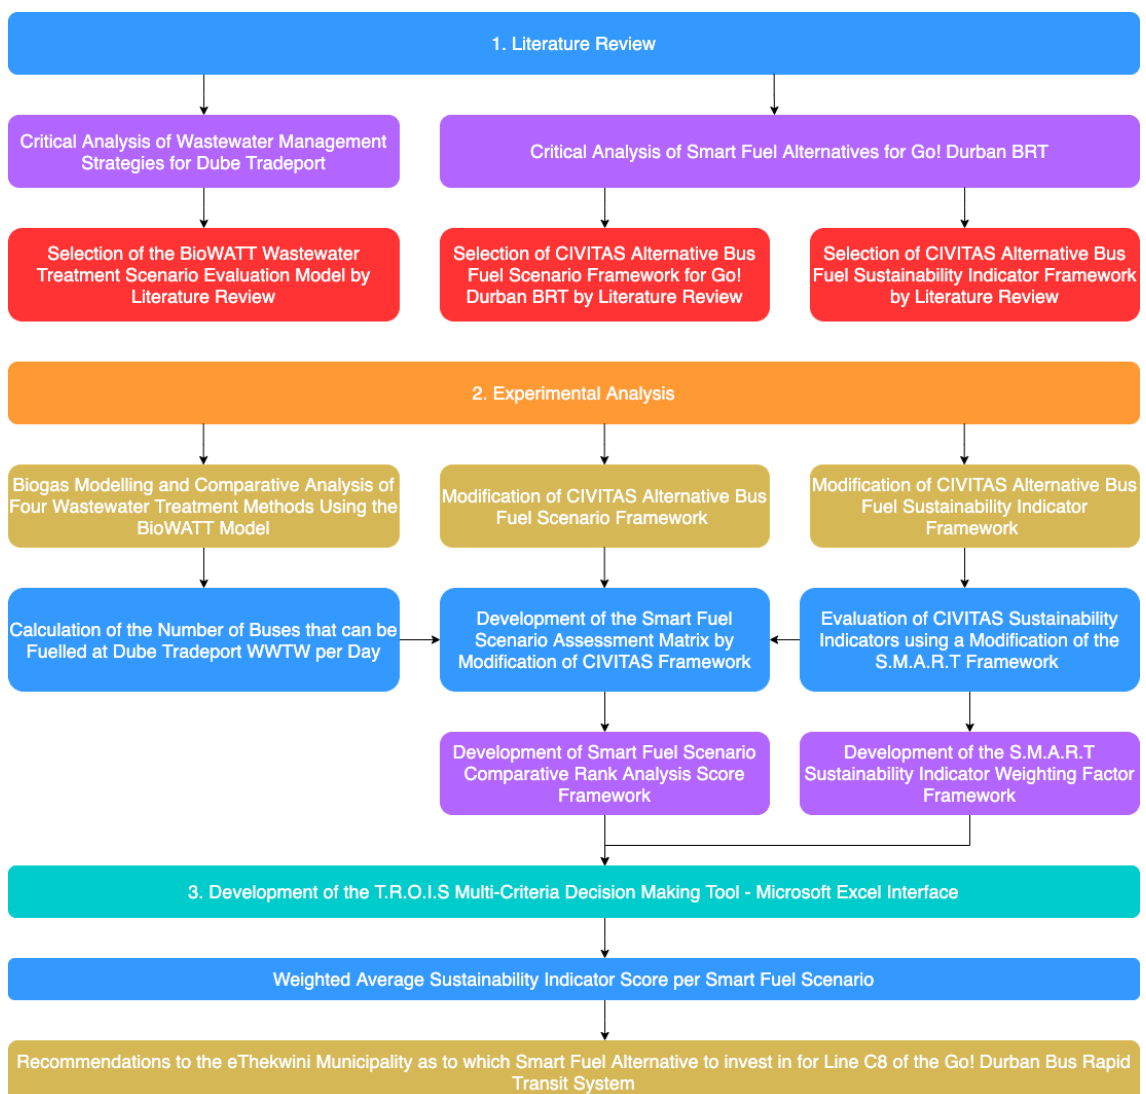 1. Literature Review
Critical Analysis of Wastewater Management
Strategies for Dube Tradeport
Critical Analysis of Smart Fuel Alternatives for Go! Durban BRT
Selection of the BioWATT Wastewater
Treatment Scenario Evaluation Model by
Literature Review
Selection of CIVITAS Alternative Bus
Fuel Scenario Framework for Go!
Durban BRT by Literature Review
Selection of CIVITAS Alternative Bus
Fuel Sustainability Indicator Framework
by Literature Review
2. Experimental Analysis
Biogas Modelling and Comparative Analysis of
Four Wastewater Treatment Methods Using the
BioWATT Model
Modification of CIVITAS Alternative Bus
Fuel Scenario Framework
Modification of CIVITAS Alternative Bus
Fuel Sustainability Indicator
Framework
Calculation of the Number of Buses that can be
Fuelled at Dube Tradeport WWTW per Day
Development of the Smart Fuel
Scenario Assessment Matrix by
Modification of CIVITAS Framework
Evaluation of CIVITAS Sustainability
Indicators using a Modification of the
S.M.A.R.T Framework
Development of Smart Fuel Scenario
Comparative Rank Analysis Score
Framework
Development of the S.M.A.R.T
Sustainability Indicator Weighting Factor
Framework
3. Development of the T.R.O.I.S Multi-Criteria Decision Making Tool - Microsoft Excel Interface
Weighted Average Sustainability Indicator Score per Smart Fuel Scenario
Recommendations to the eThekwini Municipality as to which Smart Fuel Alternative to invest in for Line C8 of the Go! Durban Bus Rapid
Transit System